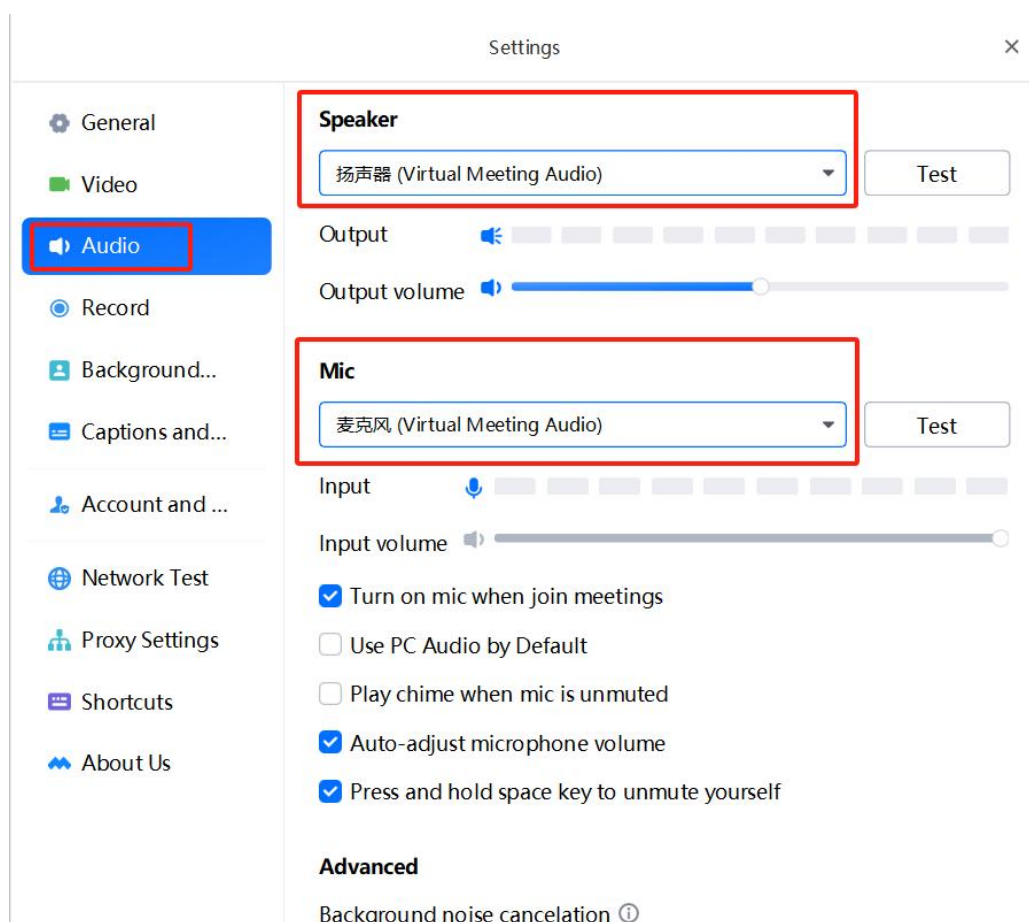 Settings
General
Video
Audio
Record
Background...
Captions and...
Account and ...
Network Test
Proxy Settings
Shortcuts
About Us
Speaker
扬声器 (Virtual Meeting Audio)
Test
Output
Output volume
Mic
麦克风 (Virtual Meeting Audio)
Test
Input
Input volume
Turn on mic when join meetings
Use PC Audio by Default
Play chime when mic is unmuted
Auto-adjust microphone volume
Press and hold space key to unmute yourself
Advanced
Background noise cancelation